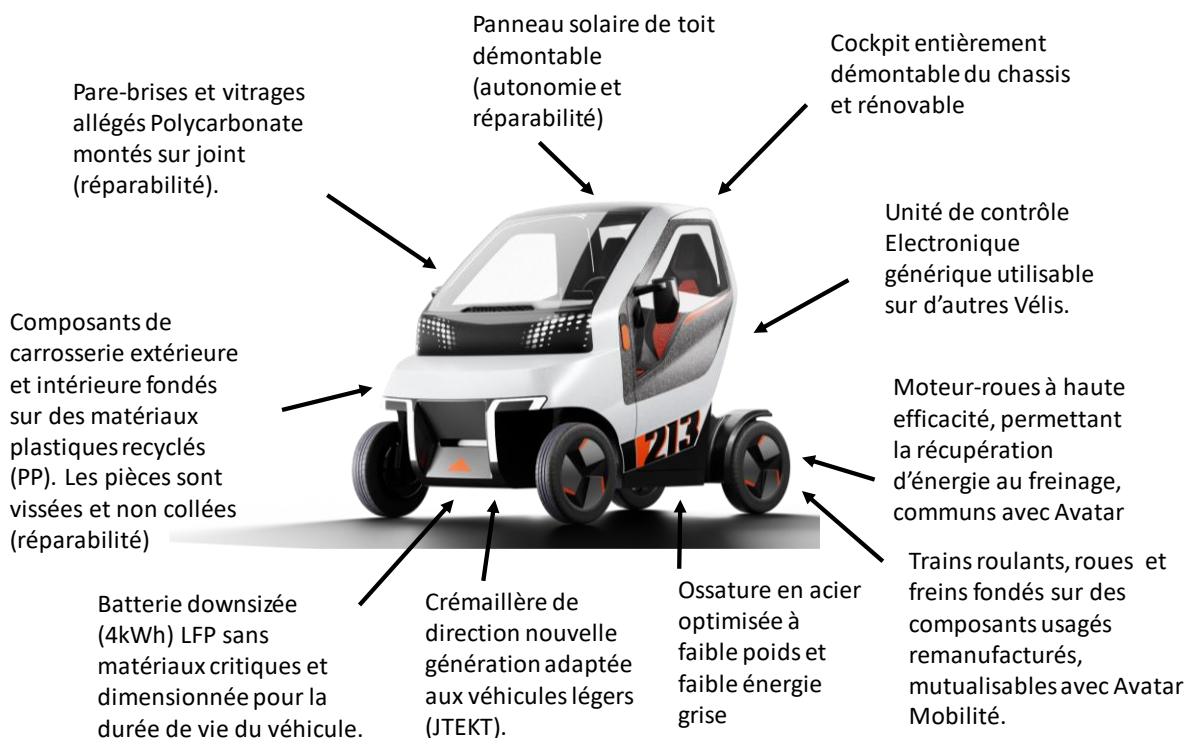 Panneau solaire de toit
démontable
(autonomie et
réparabilité)
Cockpit entièrement
démontable du chassis
et rénovable
Pare-brises et vitrages
allégés Polycarbonate
montés sur joint
(réparabilité).
Unité de contrôle
Electronique
générique utilisable
sur d'autres Vélis.
Composants de
carrosserie extérieure
et intérieure fondés
sur des matériaux
plastiques recyclés
(PP). Les pièces sont
vissées et non collées
(réparabilité)
Moteur-roues à haute
efficacité, permettant
la récupération
d'énergie au freinage,
communs avec Avatar
213
Batterie downsizée
(4kWh) LFP sans
matériaux critiques et
dimensionnée pour la
durée de vie du véhicule.
Crémaillère de
direction nouvelle
génération adaptée
aux véhicules légers
(JTEKT).
Ossature en acier
optimisée à
faible poids et
faible énergie
grise
Trains roulants, roues et
freins fondés sur des
composants usagés
remanufacturés,
mutualisables avec Avatar
Mobilité.